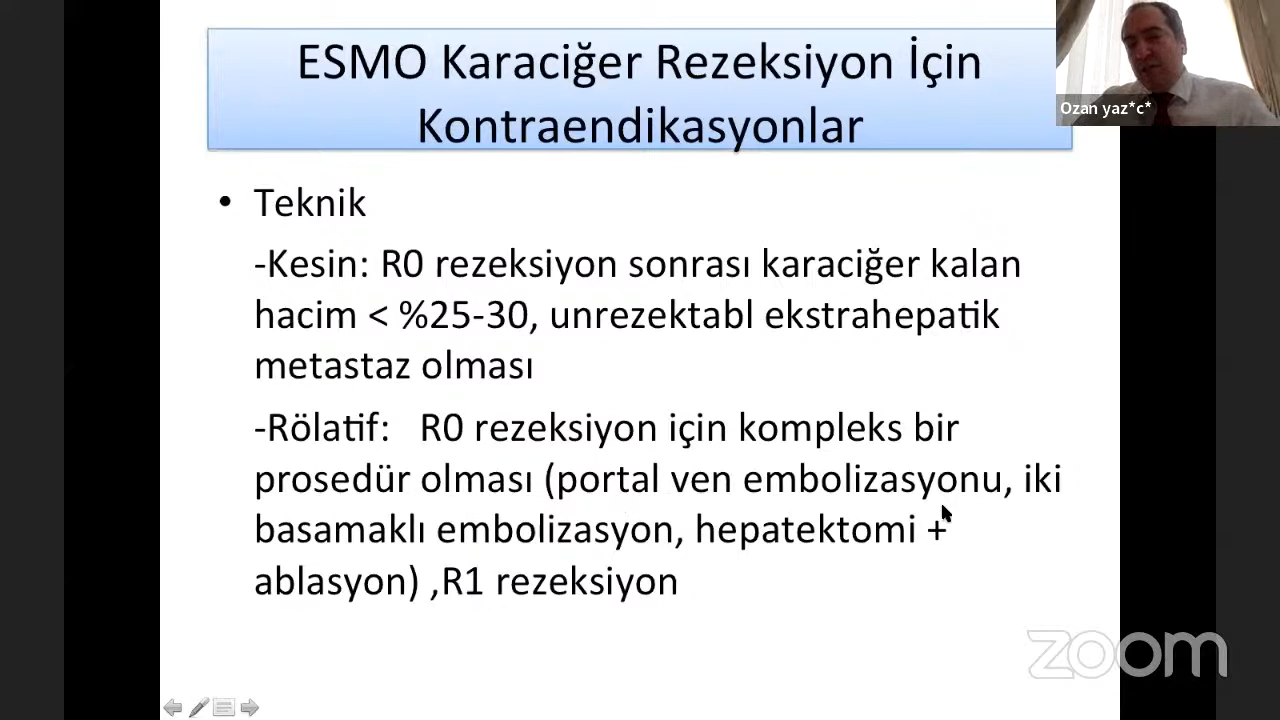 ESMO Karaciğer Rezeksiyon İçin
Kontraendikasyonlar
Ozan yaz*c*
• Teknik
-Kesin: R0 rezeksiyon sonrası karaciğer kalan
hacim < %25-30, unrezektabl ekstrahepatik
metastaz olması
-Rölatif: R0 rezeksiyon için kompleks bir
prosedür olması (portal ven embolizasyonu, iki
basamaklı embolizasyon, hepatektomi +
ablasyon) ,R1 rezeksiyon
zoom